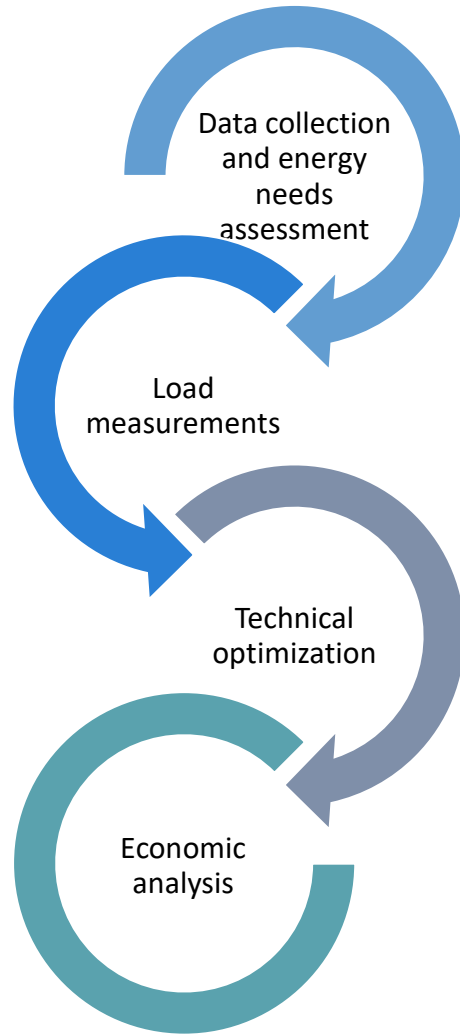 Data collection
and energy
needs
assessment
Load
measurements
Technical
optimization
Economic
analysis